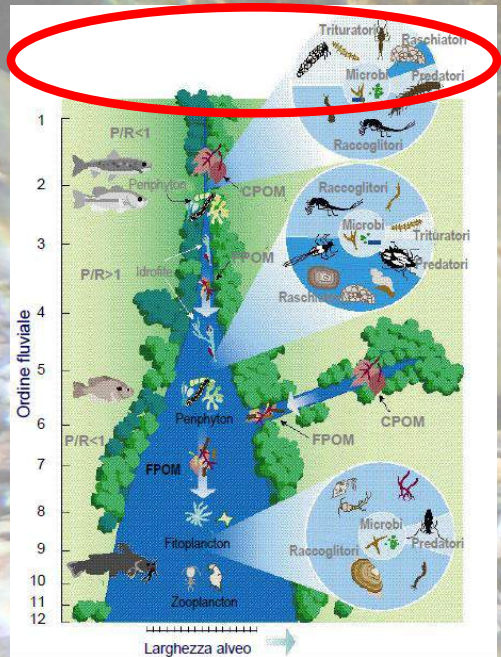 Trituratori
Raschiatori
Microbi
Predatori
Raccoglitori
1
P/R<1
2
Periphyton
CPOM
Raccoglitori
Microbi
Trituratori
Predatori
Raschiatori
3
FPOM
P/R>1
Idrofite
4
Ordine fluviale
5
Periphyton
CPOM
6
FPOM
P/R<1
FPOM
7
8
Microbi
Fitoplancton
Raccoglitori
Predatori
9
10
Zooplancton
11
12
Larghezza alveo